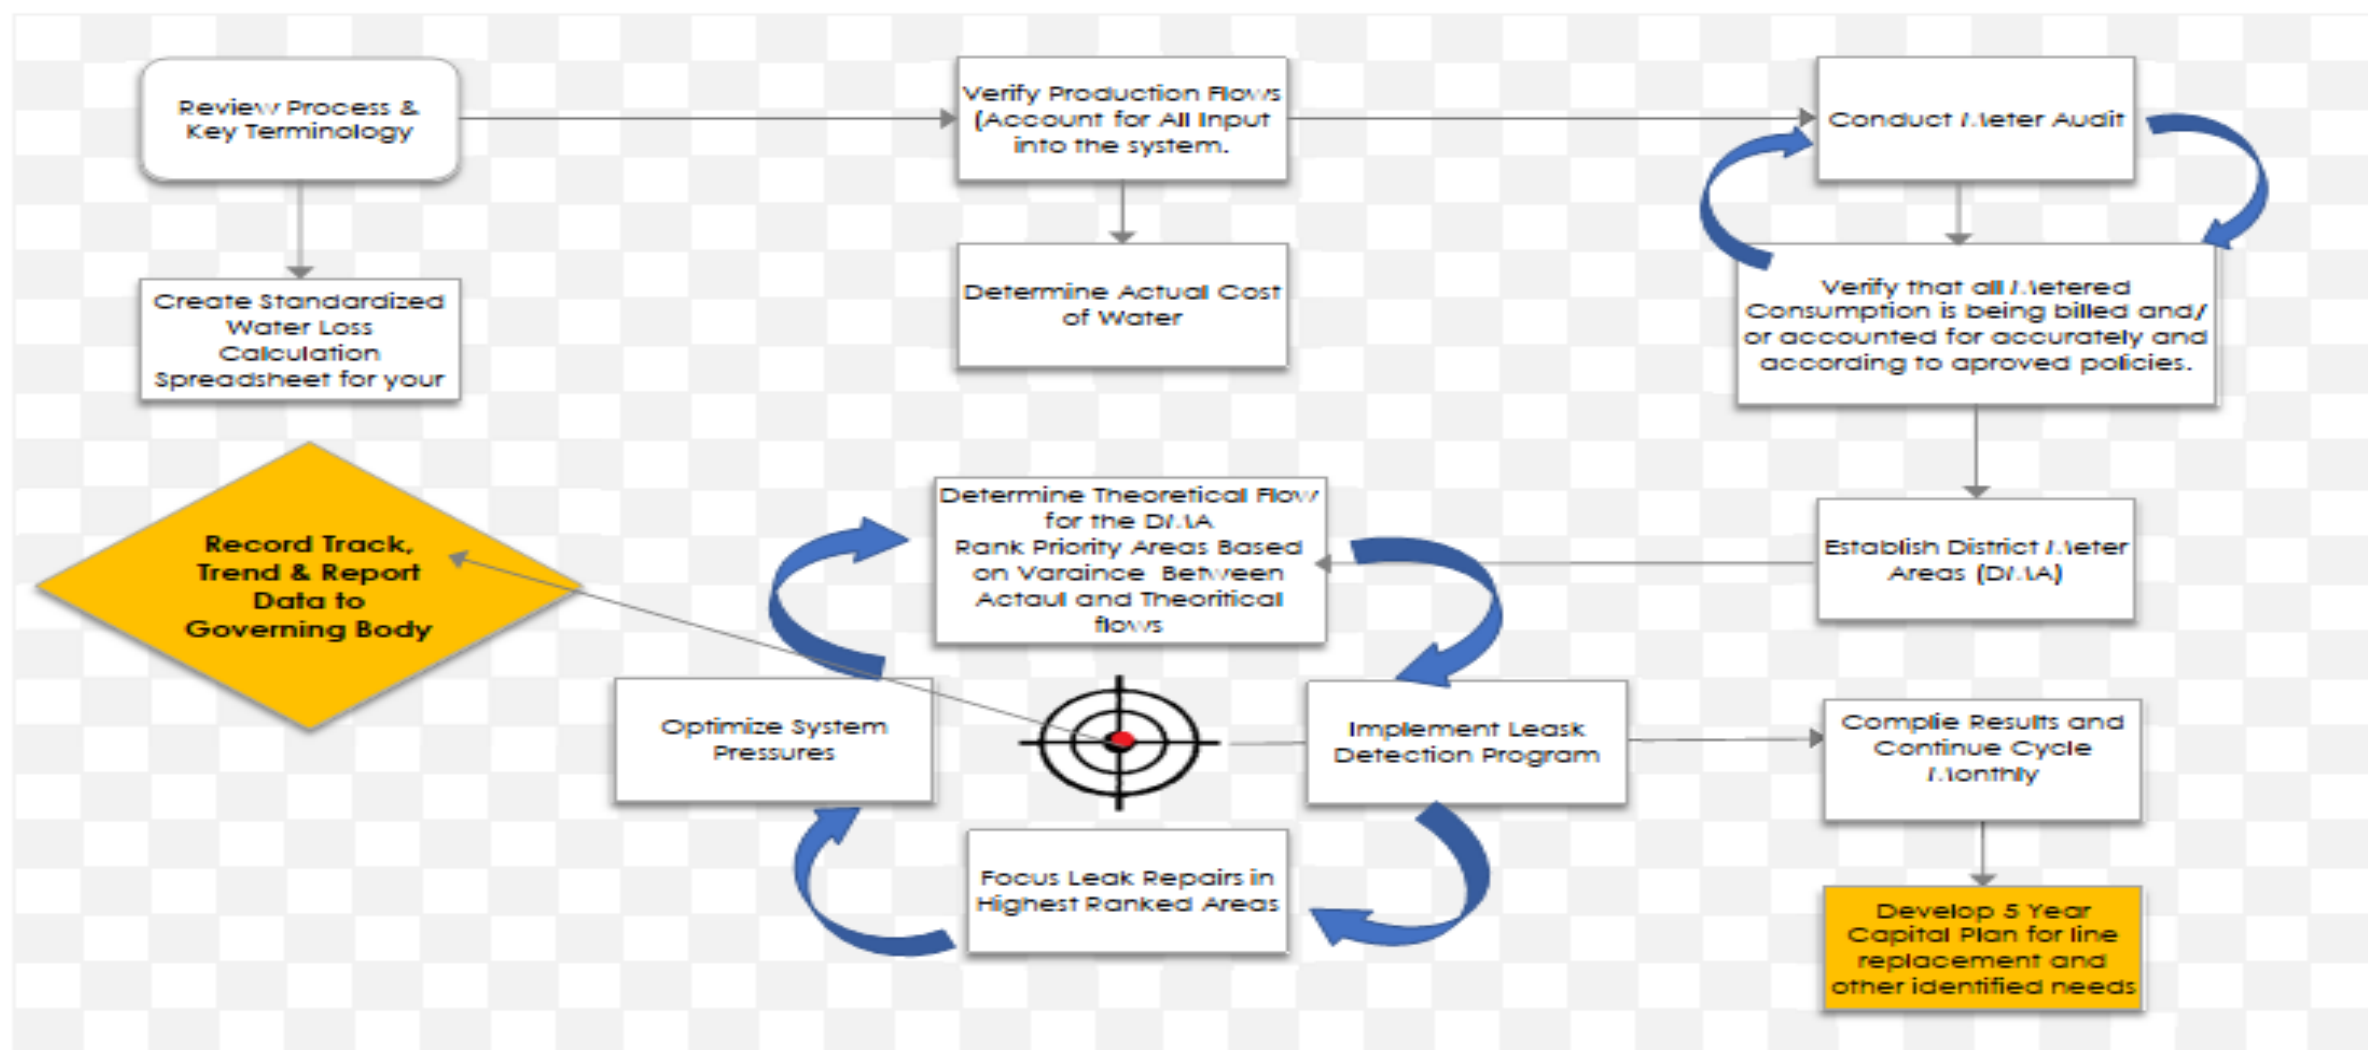 Review Process &
Key Terminology
Verify Production Flows
(Account for All Input
into the system.
Conduct Meter Audit
Create Standardized
Water Loss
Calculation
Spreadsheet for your
Determine Actual Cost
of Water
Verify that all Metered
Consumption is being billed and/
or accounted for accurately and
according to aproved policies.
Record Track,
Trend & Report
Data to
Governing Body
Determine Theoretical Flow
for the DMA
Rank Priority Areas Based
on Varaince Between
Actaul and Theoritical
flows
Establish District Meter
Areas (DMA)
Optimize System
Pressures
Implement Leask
Detection Program
Complie Results and
Continue Cycle
Monthly
Focus Leak Repairs in
Highest Ranked Areas
Develop 5 Year
Capital Plan for line
replacement and
other identified needs